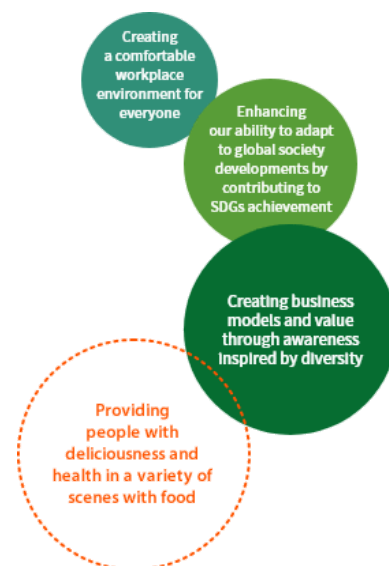 Creating
a comfortable
workplace
environment for
everyone
Enhancing
our ability to adapt
to global society
developments by
contributing to
SDGs achievement
Creating business
models and value
through awareness
inspired by diversity
Providing
people with
deliciousness and
health in a variety of
scenes with food